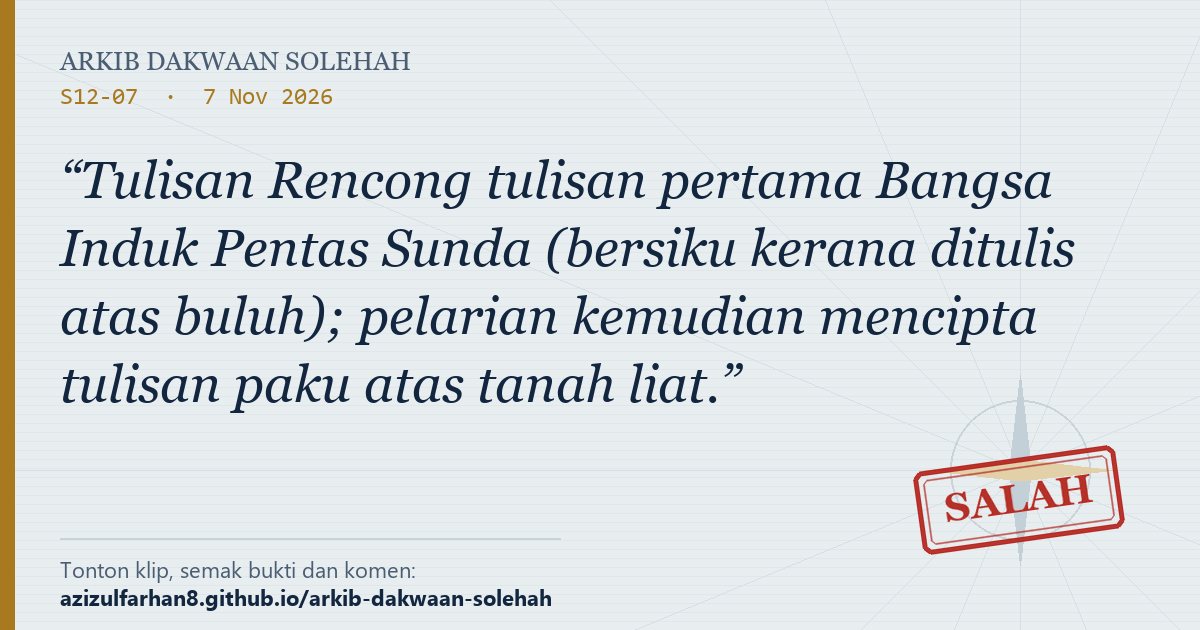 ARKIB DAKWAAN SOLEHAH
S12-07 · 7 Nov 2026
“Tulisan Rencong tulisan pertama Bangsa
Induk Pentas Sunda (bersiku kerana ditulis
atas buluh); pelarian kemudian mencipta
tulisan paku atas tanah liat.”
SALAH
Tonton klip, semak bukti dan komen:
azizulfarhan8.github.io/arkib-dakwaan-solehah